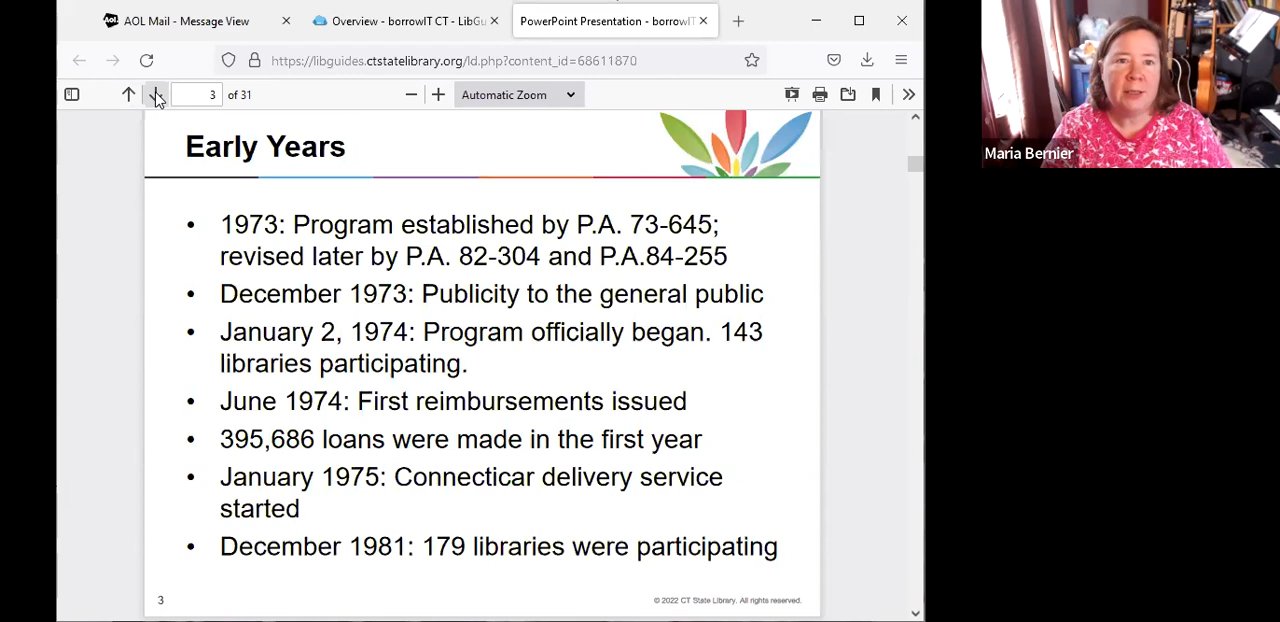 AOL Mail - Message View
Overview - borrowIT CT - LibGu
PowerPoint Presentation - borrowIT
https://libguides.ctstatelibrary.org/ld.php?content_id=68611870
3 of 31
Automatic Zoom
Early Years
• 1973: Program established by P.A. 73-645;
revised later by P.A. 82-304 and P.A.84-255
• December 1973: Publicity to the general public
• January 2, 1974: Program officially began. 143
libraries participating.
• June 1974: First reimbursements issued
• 395,686 loans were made in the first year
• January 1975: Connecticar delivery service
started
• December 1981: 179 libraries were participating
3
© 2022 CT State Library. All rights reserved.
Maria Bernier